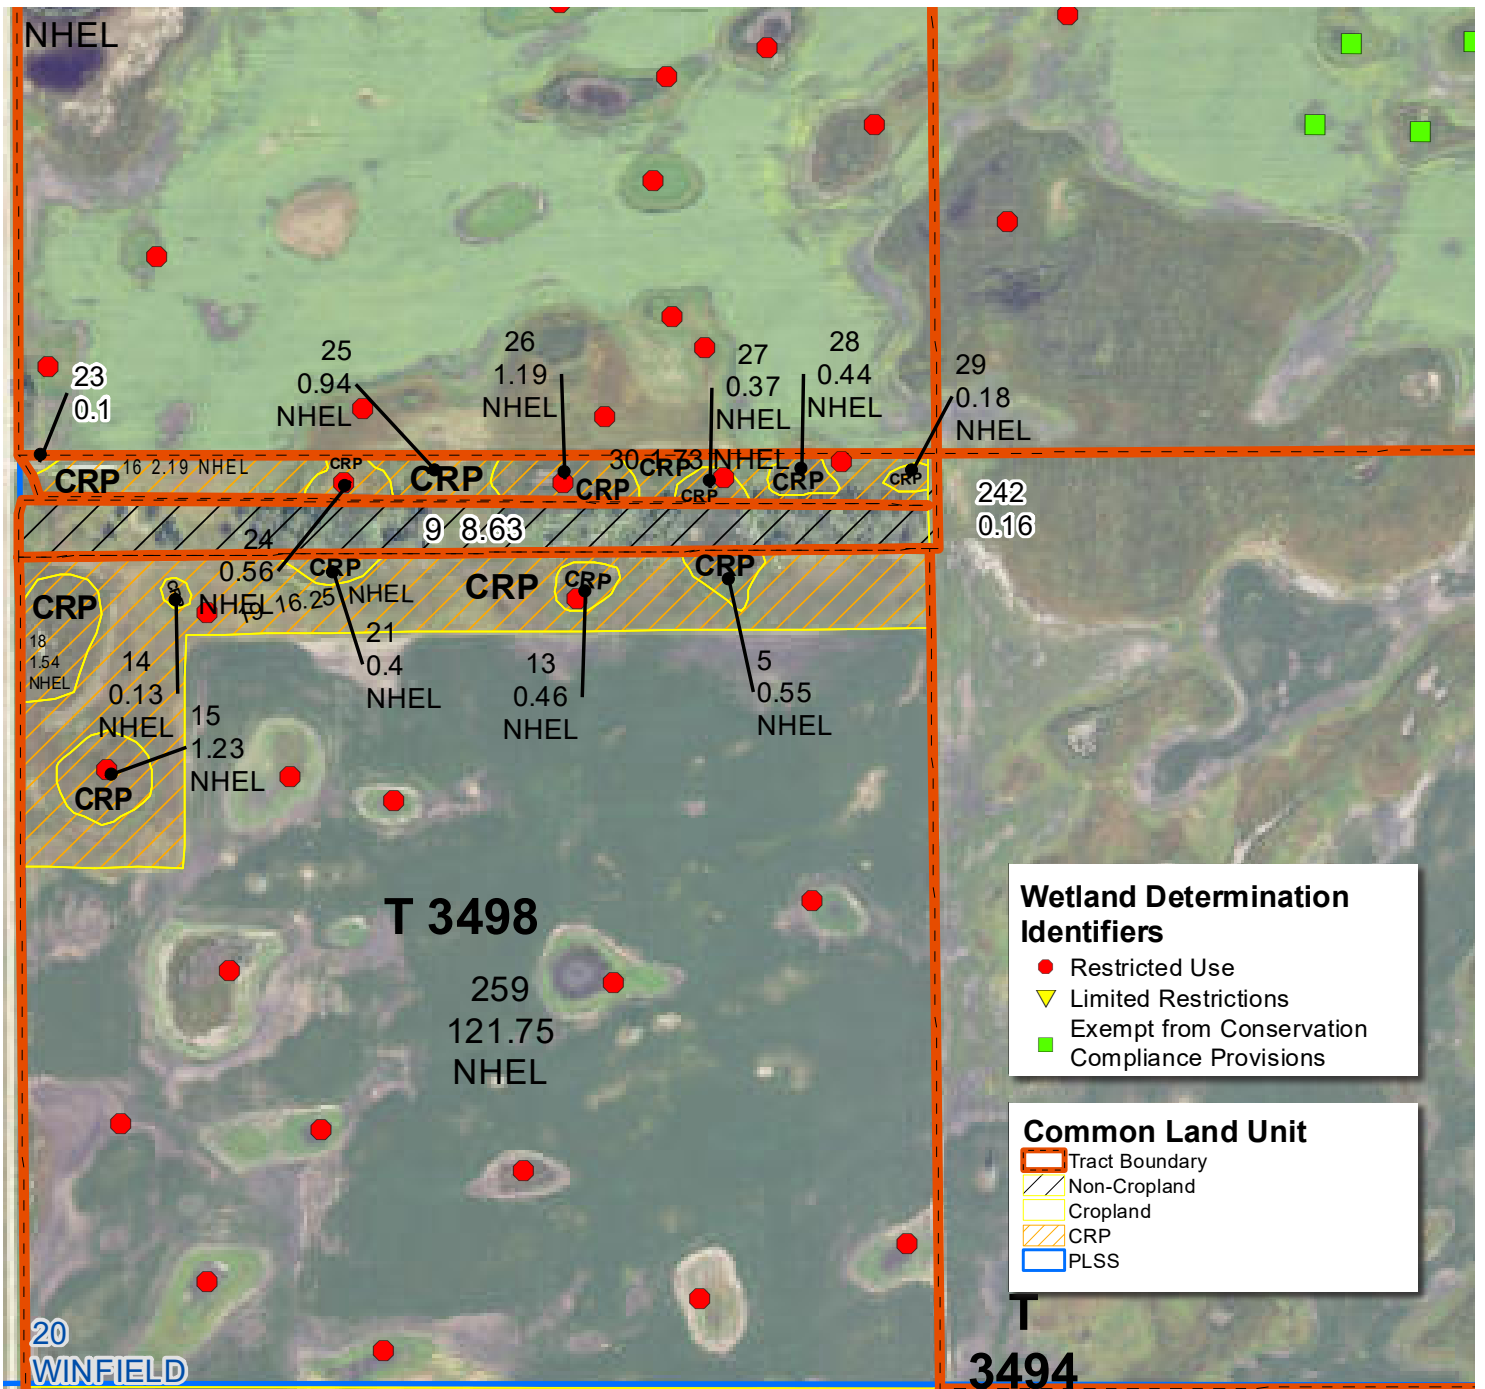 NHEL
23
0.1
25
0.94
NHEL
26
1.19
NHEL
27
0.37
NHEL
28
0.44
NHEL
29
0.18
NHEL
CRP
16 2.19 NHEL
CRP
CRP
CRP
30 1.73 NHEL
CRP
CRP
CRP
CRP
9 8.63
242
0.16
24
0.56
NHEL
CRP
CRP
CRP
CRP
CRP
CRP
19 16.25 NHEL
18
1.54
NHEL
14
0.13
NHEL
21
0.4
NHEL
13
0.46
NHEL
5
0.55
NHEL
15
1.23
NHEL
CRP
T 3498
259
121.75
NHEL
Wetland Determination
Identifiers
Restricted Use
Limited Restrictions
Exempt from Conservation
Compliance Provisions
Common Land Unit
Tract Boundary
Non-Cropland
Cropland
CRP
PLSS
T
3494
20
WINFIELD